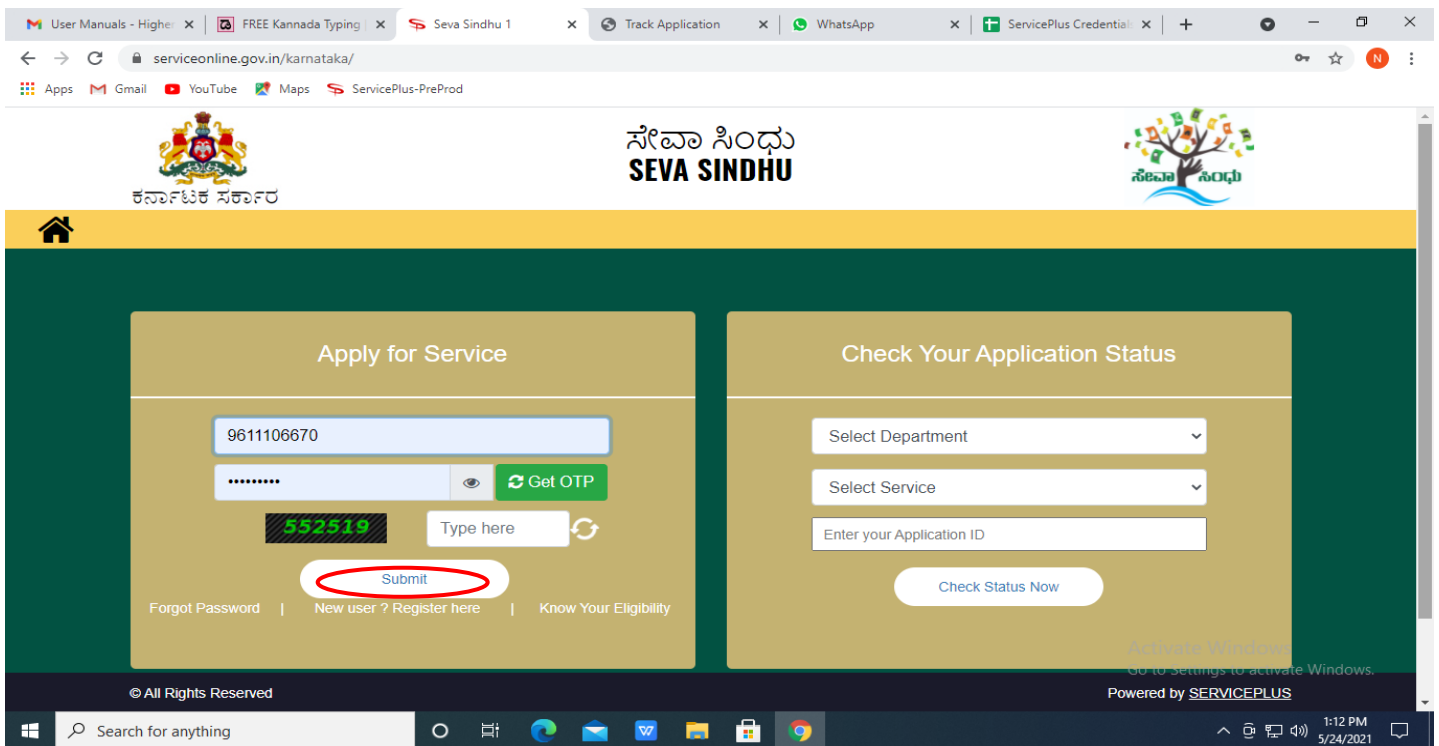 User Manuals - Higher
FREE Kannada Typing
Seva Sindhu 1
Track Application
WhatsApp
ServicePlus Credential
serviceonline.gov.in/karnataka/
N
Apps
Gmail
YouTube
Maps
ServicePlus-PreProd
ಕರ್ನಾಟಕ ಸರ್ಕಾರ
ಸೇವಾ ಸಿಂಧು
SEVA SINDHU
ಸೇವಾ ಸಿಂಧು
Apply for Service
9611106670
•••••••••
Get OTP
552519
Type here
Submit
Forgot Password | New user ? Register here | Know Your Eligibility
Check Your Application Status
Select Department
Select Service
Enter your Application ID
Check Status Now
Activate Windows
Go to Settings to activate Windows.
© All Rights Reserved
Powered by SERVICEPLUS
Search for anything
1:12 PM
5/24/2021